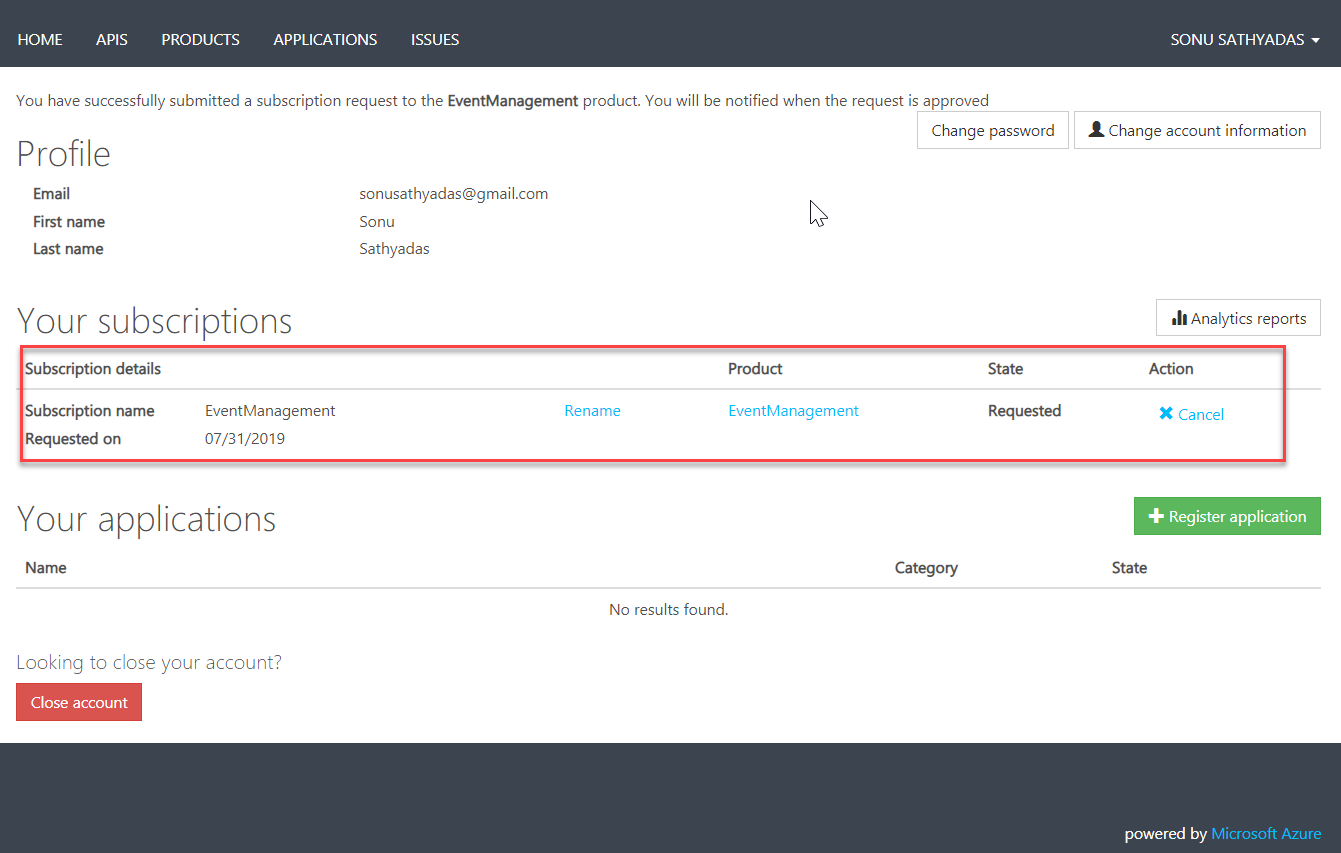 HOME APIS PRODUCTS APPLICATIONS ISSUES SONU SATHYADAS
You have successfully submitted a subscription request to the EventManagement product. You will be notified when the request is approved
Change password Change account information
Profile
Email sonusathyadas@gmail.com
First name Sonu
Last name Sathyadas
Your subscriptions Analytics reports
Subscription details Product State Action
Subscription name EventManagement Rename EventManagement Requested Cancel
Requested on 07/31/2019
Your applications Register application
Name Category State
No results found.
Looking to close your account?
Close account
powered by Microsoft Azure